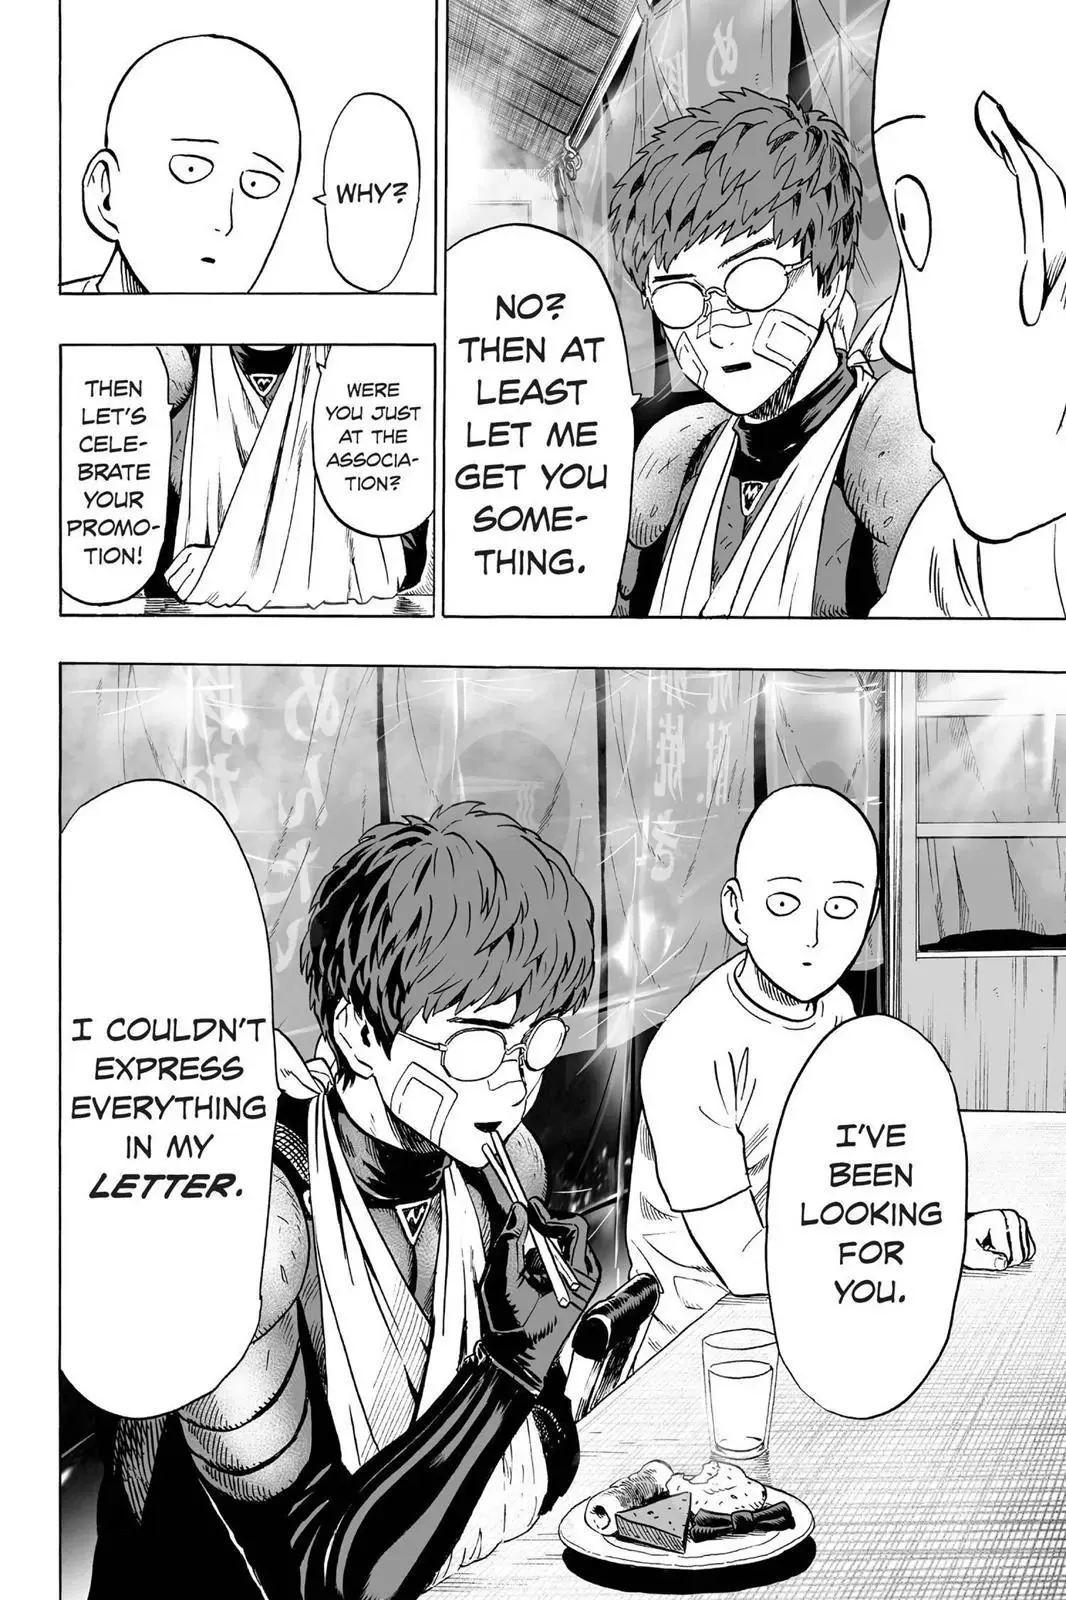 NO?
THEN AT
LEAST
LET ME
GET YOU
SOME-
THING.
WHY?
WERE
YOU JUST
AT THE
ASSOCIA-
TION?
THEN
LET'S
CELE-
BRATE
YOUR
PROMO-
TION!
I'VE
BEEN
LOOKING
FOR
YOU.
I COULDN'T
EXPRESS
EVERYTHING
IN MY
LETTER.